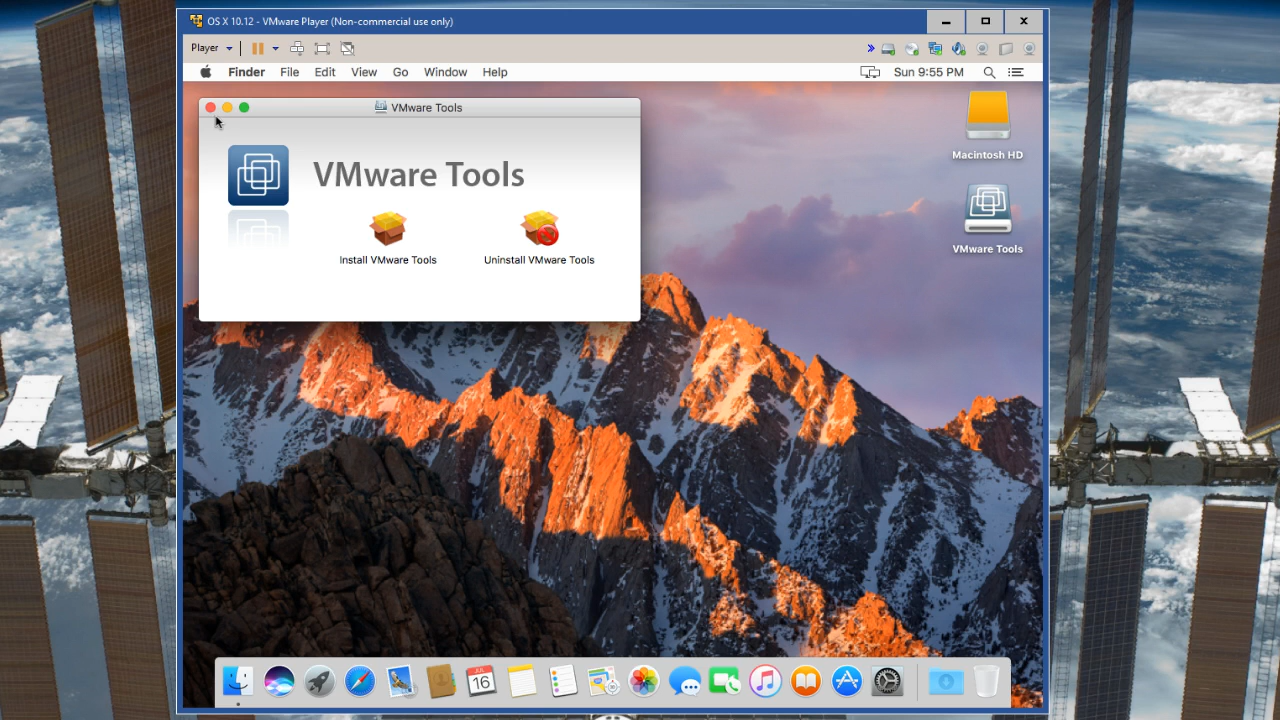 OS X 10.12 - VMware Player (Non-commercial use only)
Player
Finder File Edit View Go Window Help Sun 9:55 PM
VMware Tools
VMware Tools
Install VMware Tools Uninstall VMware Tools
Macintosh HD
VMware Tools
JUL
16